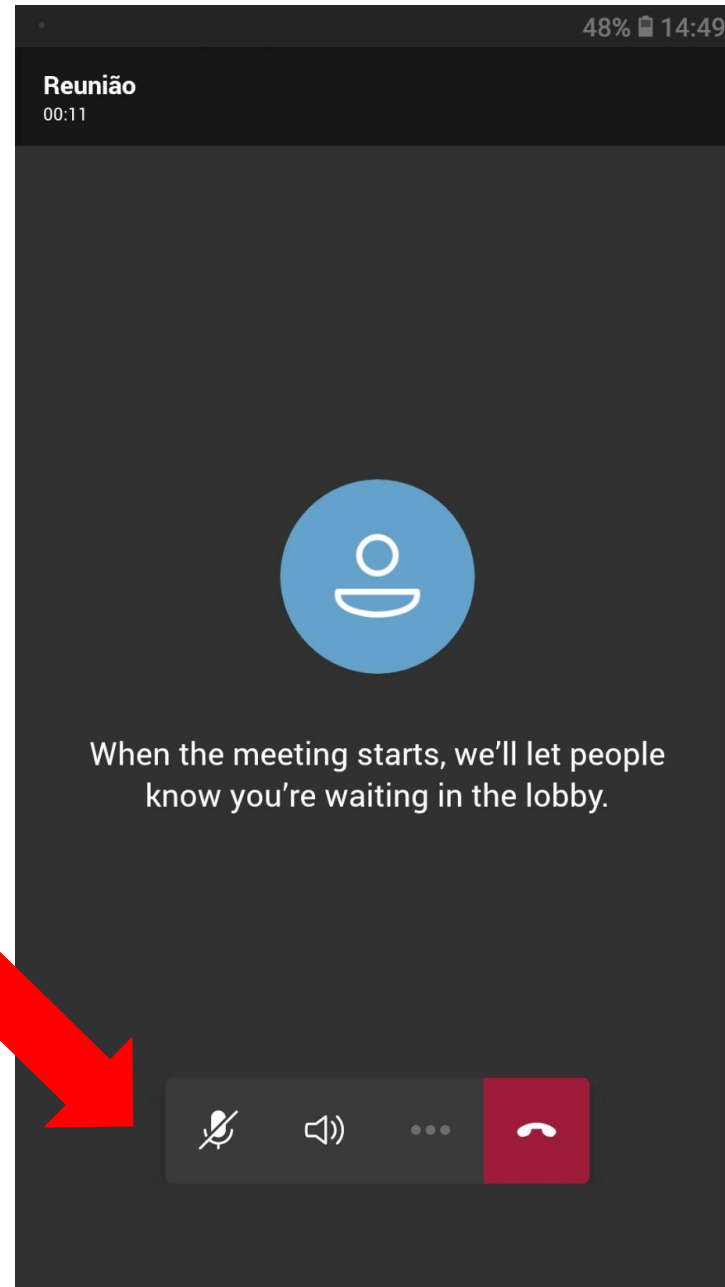 48% 14:49
Reunião
00:11
When the meeting starts, we'll let people
know you're waiting in the lobby.